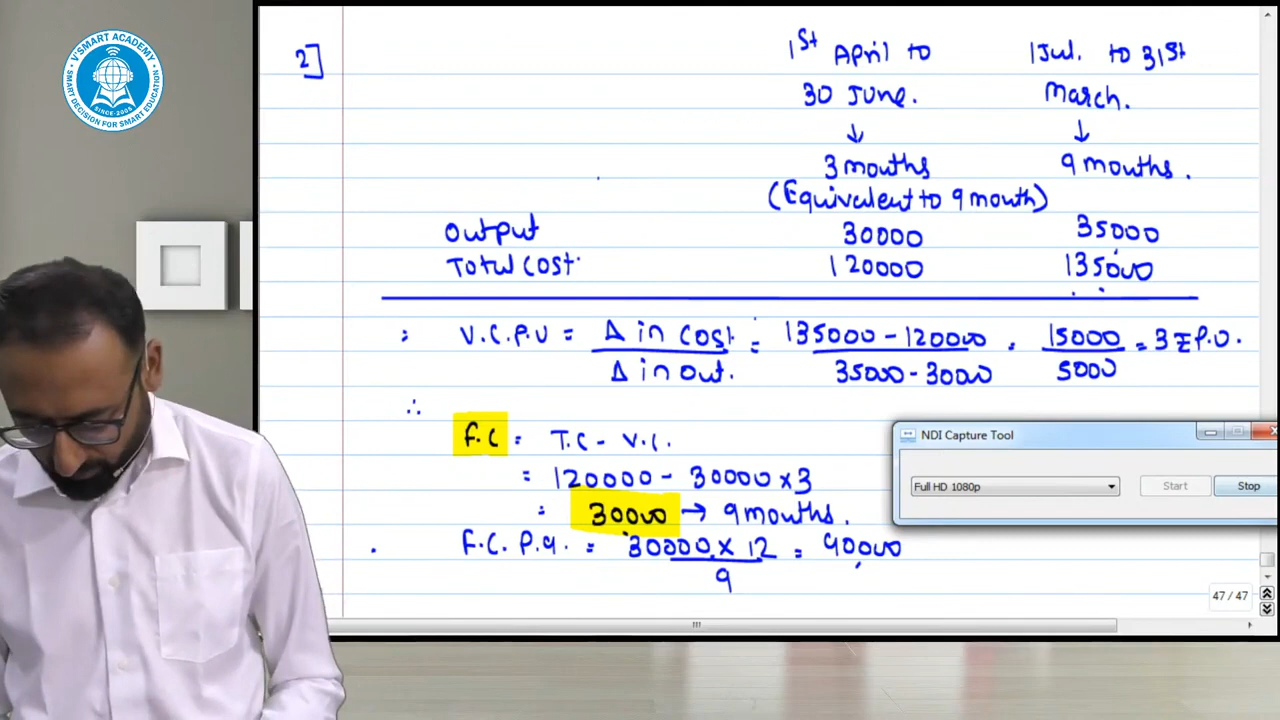 V'SMART ACADEMY
SMART DECISION FOR SMART EDUCATION
SINCE-2005
2]
1st April to 30 June.
1 Jul. to 31st March.
↓ ↓
3 months 9 months.
(Equivalent to 9 month)
Output 30000 35000
Total Cost 120000 135000
∴ V.C.P.U = Δ in Cost / Δ in Out. = 135000 - 120000 / 35000 - 30000 = 15000 / 5000 = 3 ₹ P.U.
∴
F.C = T.C - V.C.
= 120000 - 30000 x 3
= 30000 → 9 months.
F.C. P.a. = 30000 x 12 / 9 = 40000
NDI Capture Tool
Full HD 1080p Start Stop
47 / 47